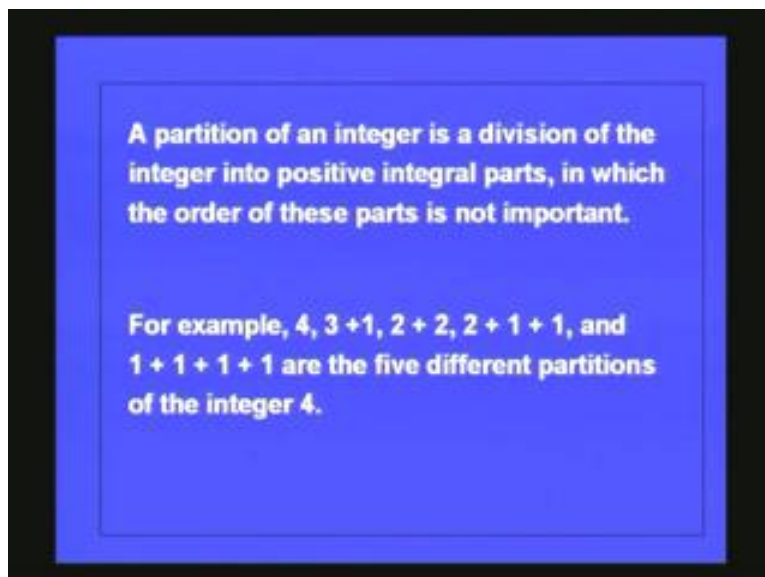 A partition of an integer is a division of the
integer into positive integral parts, in which
the order of these parts is not important.
For example, 4, 3 +1, 2 + 2, 2 + 1 + 1, and
1 + 1 + 1 + 1 are the five different partitions
of the integer 4.